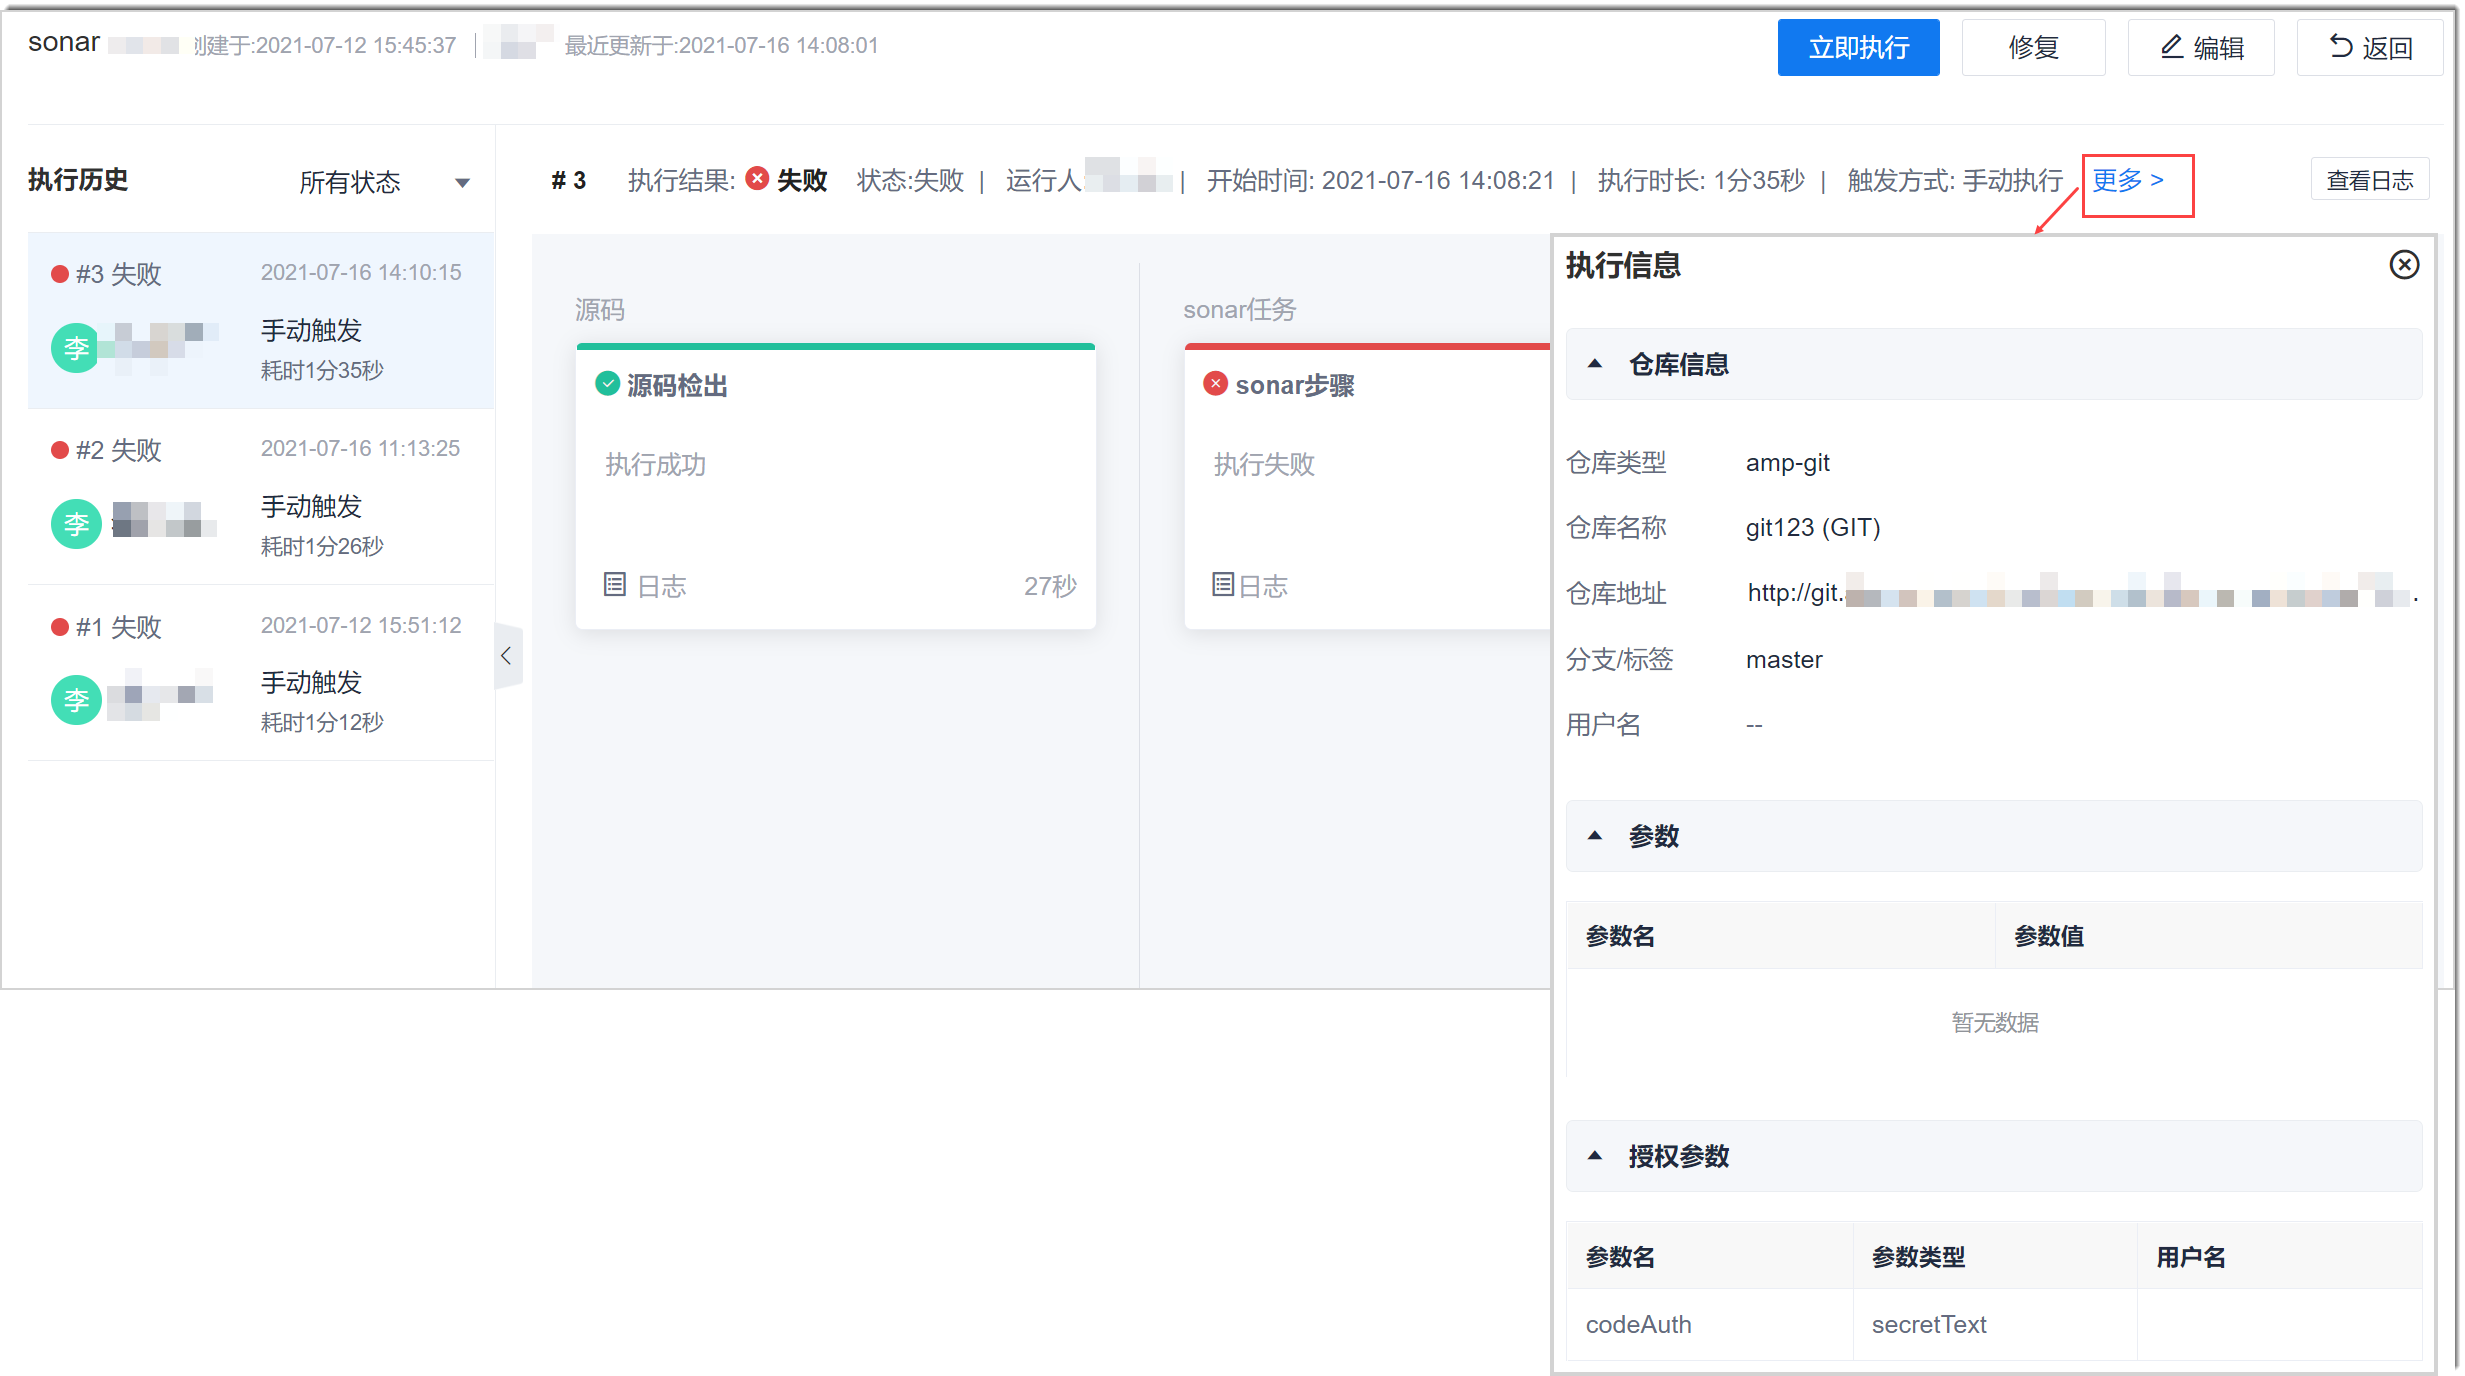 sonar
创建于:2021-07-12 15:45:37
最近更新于:2021-07-16 14:08:01
立即执行
修复
编辑
返回
执行历史
所有状态
# 3 执行结果: 失败 状态:失败 | 运行人: | 开始时间: 2021-07-16 14:08:21 | 执行时长: 1分35秒 | 触发方式: 手动执行 更多 >
查看日志
#3 失败 2021-07-16 14:10:15
李
手动触发
耗时1分35秒
#2 失败 2021-07-16 11:13:25
李
手动触发
耗时1分26秒
#1 失败 2021-07-12 15:51:12
李
手动触发
耗时1分12秒
源码
源码检出
执行成功
日志 27秒
sonar任务
sonar步骤
执行失败
日志
执行信息
仓库信息
仓库类型 amp-git
仓库名称 git123 (GIT)
仓库地址 http://git.
分支/标签 master
用户名 --
参数
参数名 参数值
暂无数据
授权参数
参数名 参数类型 用户名
codeAuth secretText